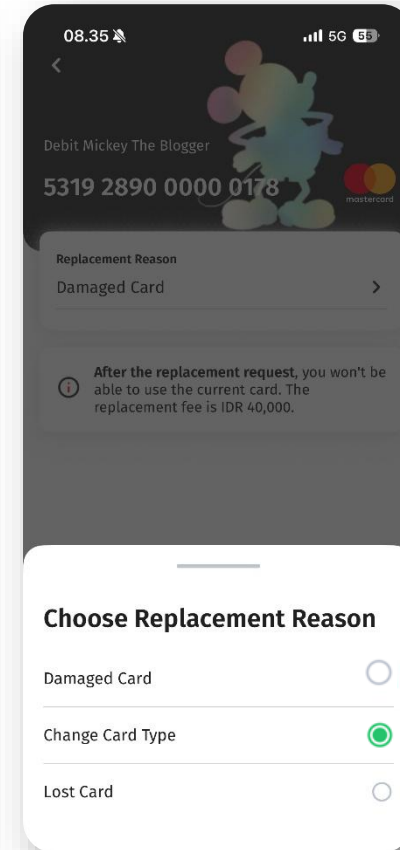 08.35
5G 55
Debit Mickey The Blogger
5319 2890 0000 0178
mastercard
Replacement Reason
Damaged Card
After the replacement request, you won't be
able to use the current card. The
replacement fee is IDR 40,000.
Choose Replacement Reason
Damaged Card
Change Card Type
Lost Card